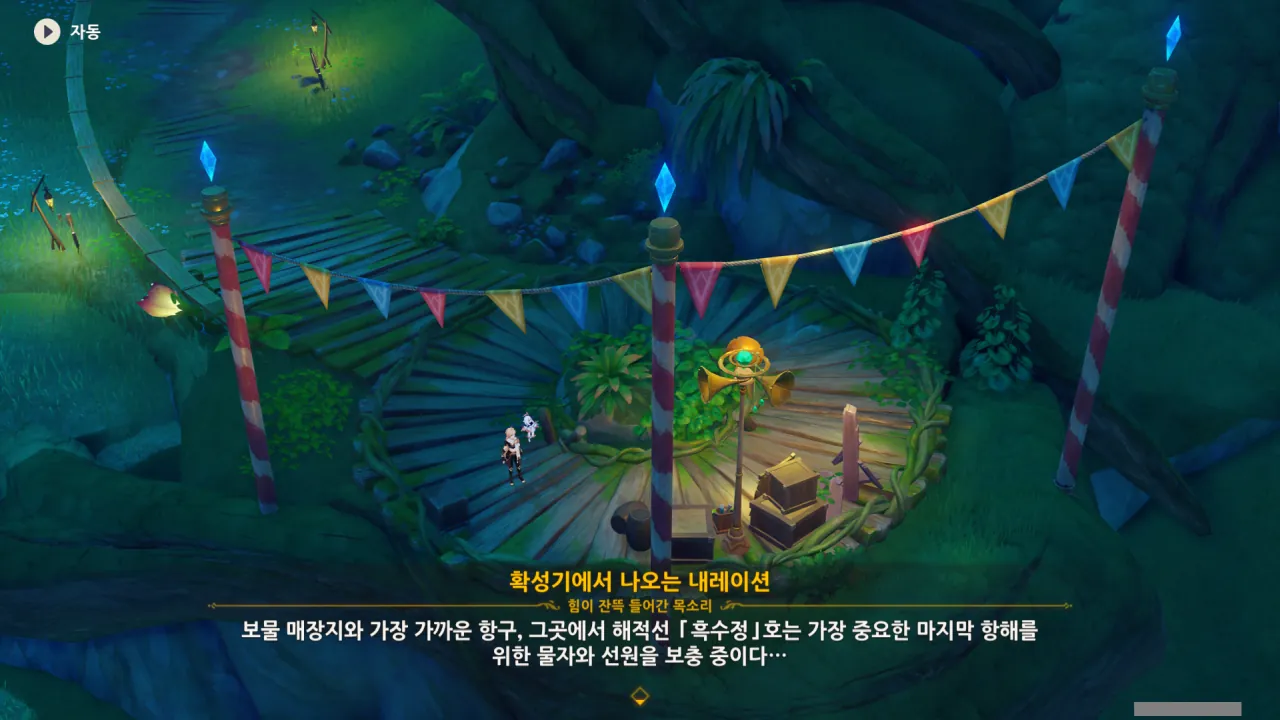 자동
확성기에서 나오는 내레이션
힘이 잔뜩 들어간 목소리
보물 매장지와 가장 가까운 항구, 그곳에서 해적선 「흑수정」호는 가장 중요한 마지막 항해를
위한 물자와 선원을 보충 중이다…